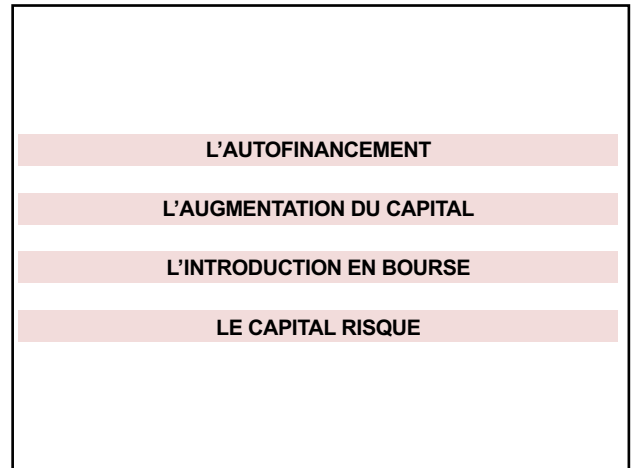 L’AUTOFINANCEMENT
L’AUGMENTATION DU CAPITAL
L’INTRODUCTION EN BOURSE
LE CAPITAL RISQUE